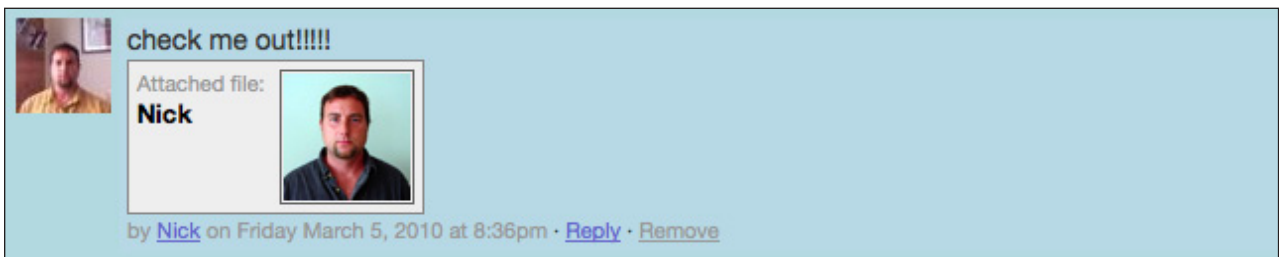 check me out!!!!!
Attached file:
Nick
by Nick on Friday March 5, 2010 at 8:36pm · Reply · Remove